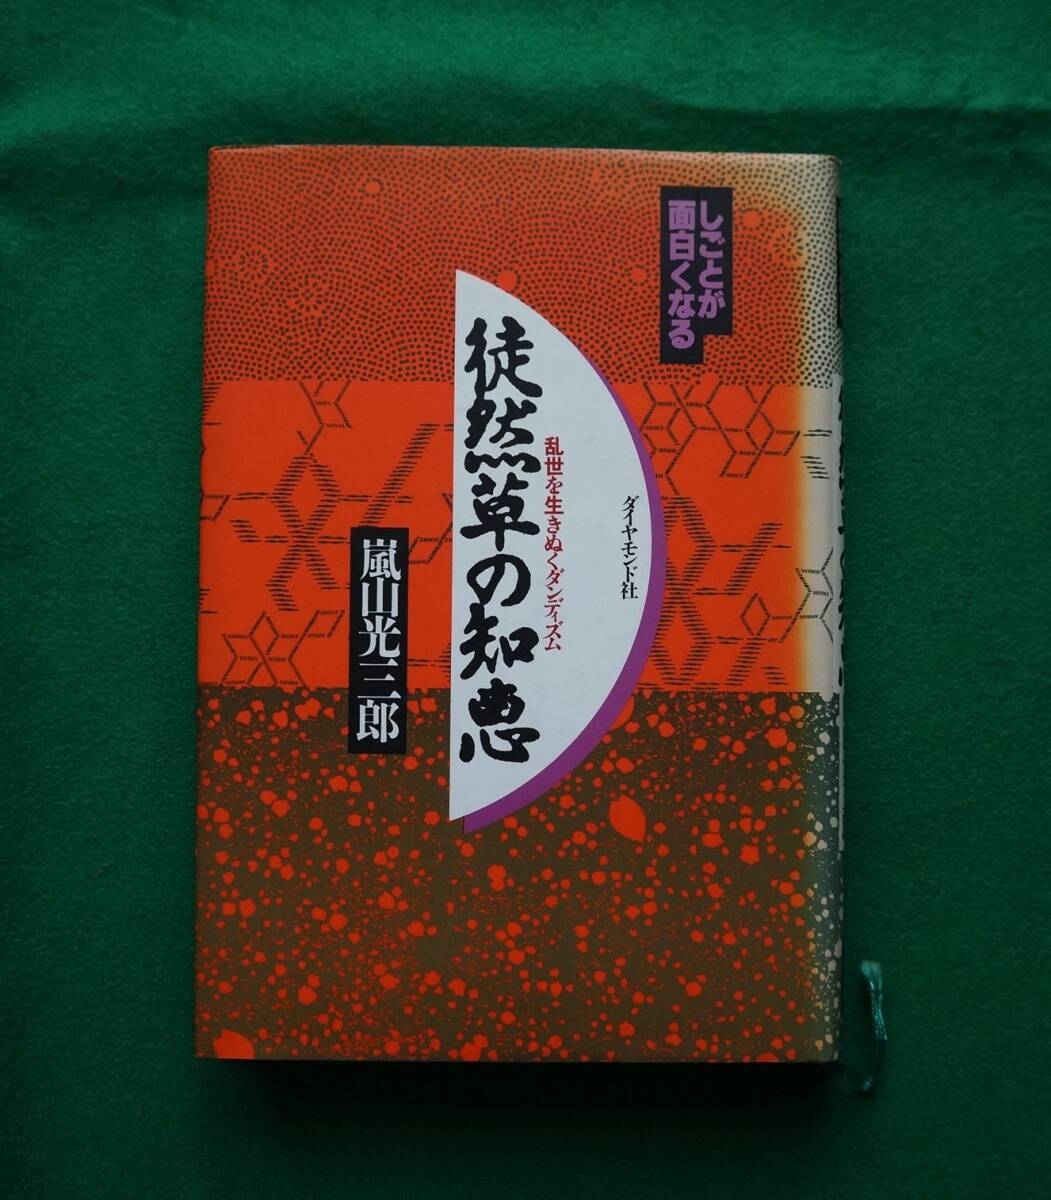 しごとが
面白くなる
徒然草の知恵
乱世を生きぬくダンディズム
ダイヤモンド社
嵐山光三郎